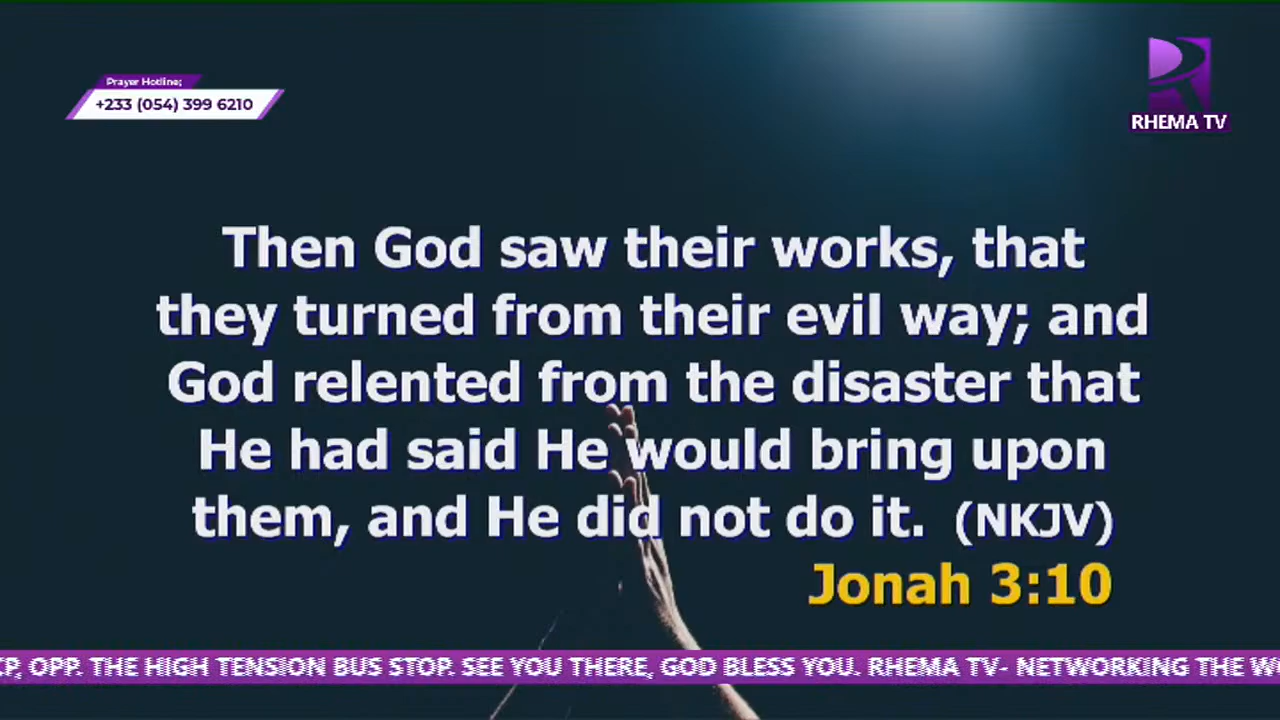 Prayer Hotline;
+233 (054) 399 6210
RHEMA TV
Then God saw their works, that
they turned from their evil way; and
God relented from the disaster that
He had said He would bring upon
them, and He did not do it. (NKJV)
Jonah 3:10
OPP. THE HIGH TENSION BUS STOP. SEE YOU THERE, GOD BLESS YOU. RHEMA TV- NETWORKING THE